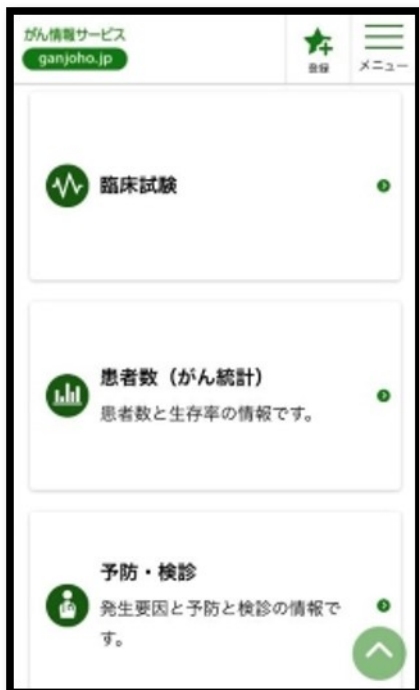 がん情報サービス
ganjoho.jp
登録
メニュー
臨床試験
患者数（がん統計）
患者数と生存率の情報です。
予防・検診
発生要因と予防と検診の情報で
す。